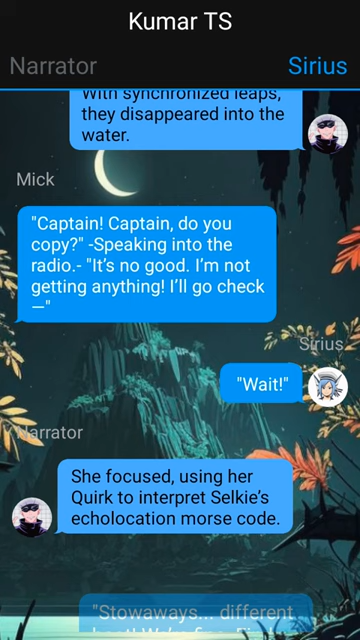 Kumar TS
Narrator
Sirius
With synchronized leaps,
they disappeared into the
water.
Mick
"Captain! Captain, do you
copy?" -Speaking into the
radio.- "It's no good. I'm not
getting anything! I'll go check
—"
Sirius
"Wait!"
Narrator
She focused, using her
Quirk to interpret Selkie's
echolocation morse code.
"Stowaways... different